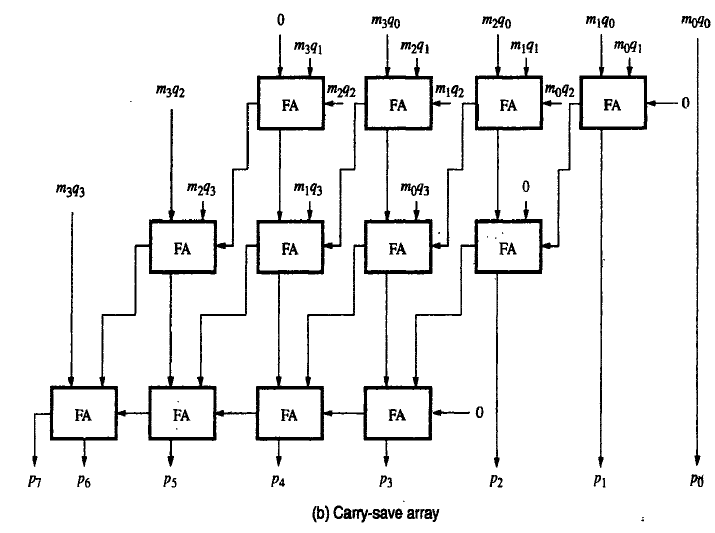 0 m₃q₀ m₂q₀ m₁q₀ m₀q₀
m₃q₁ m₂q₁ m₁q₁ m₀q₁
m₃q₂ FA m₂q₂ FA m₁q₂ FA m₀q₂ FA 0
m₃q₃ m₂q₃ m₁q₃ m₀q₃ 0
FA FA FA FA
FA FA FA FA 0
p₇ p₆ p₅ p₄ p₃ p₂ p₁ p₀
(b) Carry-save array